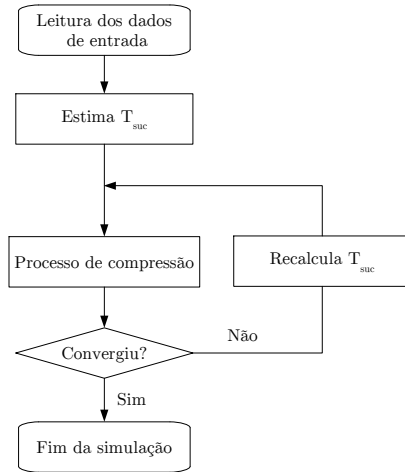 Leitura dos dados
de entrada
Estima T_suc
Processo de compressão
Recalcula T_suc
Convergiu?
Não
Sim
Fim da simulação